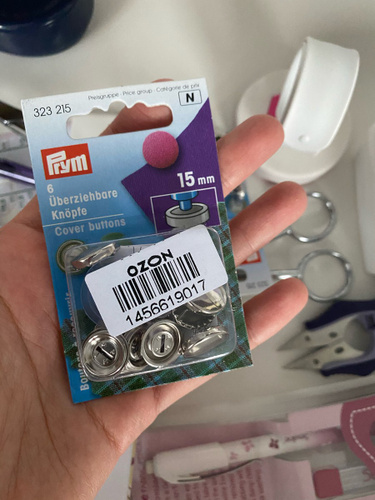 323 215
Preisgruppe · Price group · Catégorie de prix
N
Prym
6
Überziehbare
Knöpfe
Cover buttons
15 mm
OZON
1456619017